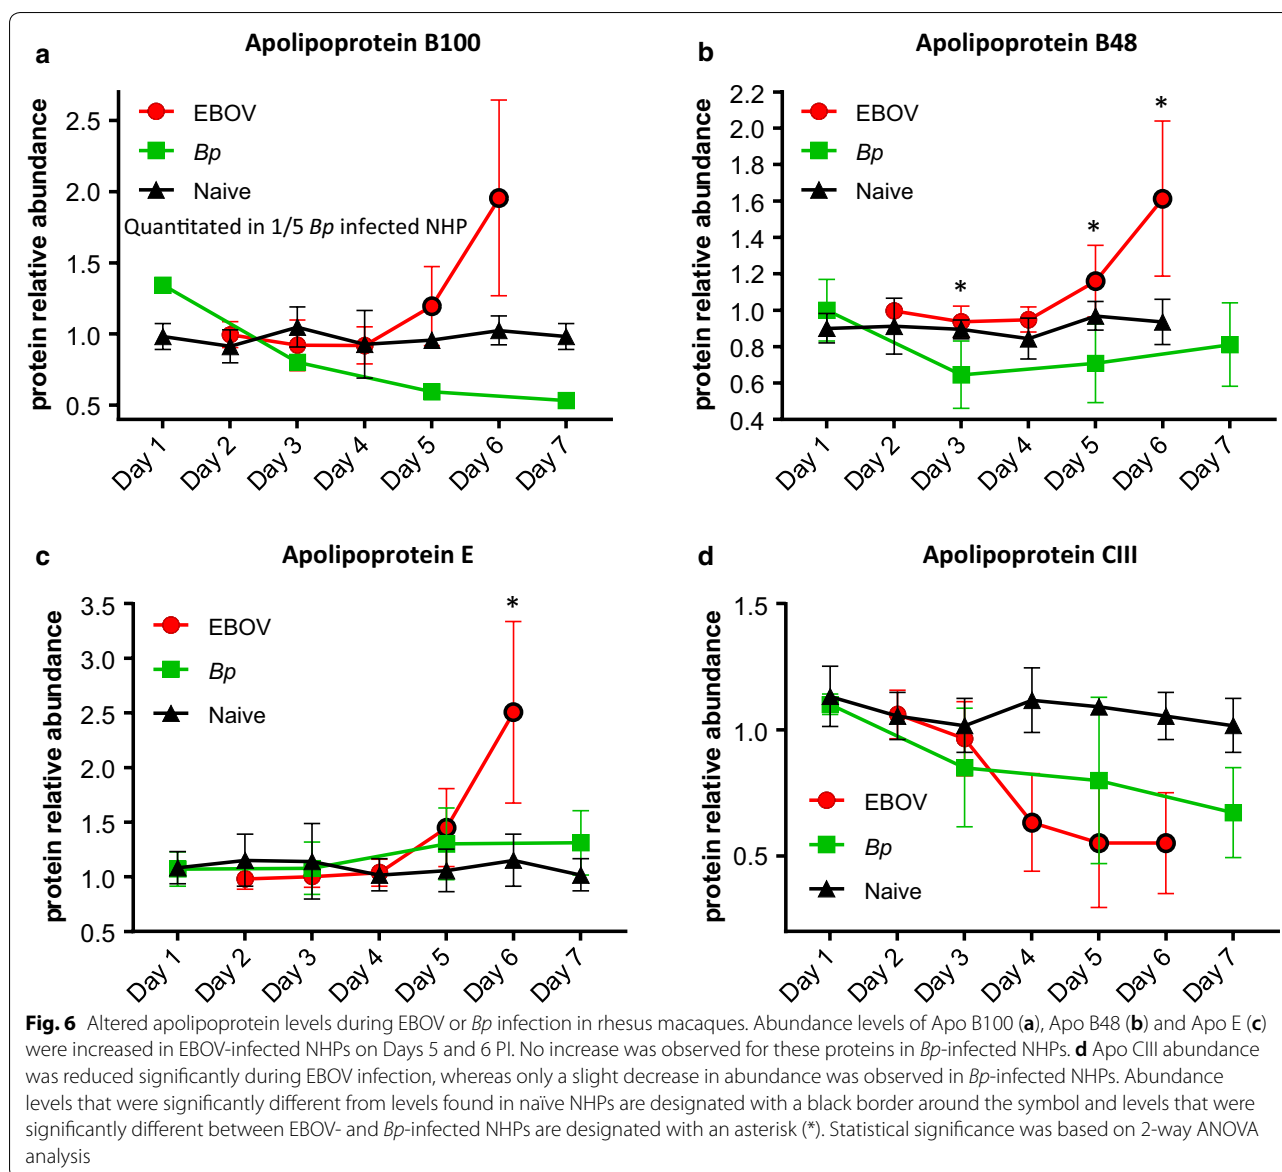 a
Apolipoprotein B100
protein relative abundance
2.5
2.0
1.5
1.0
0.5
EBOV
Bp
Naive
Quantitated in 1/5 Bp infected NHP
Day 1
Day 2
Day 3
Day 4
Day 5
Day 6
Day 7
b
Apolipoprotein B48
protein relative abundance
2.2
2.0
1.8
1.6
1.4
1.2
1.0
0.8
0.6
0.4
EBOV
Bp
Naive
*
*
*
Day 1
Day 2
Day 3
Day 4
Day 5
Day 6
Day 7
c
Apolipoprotein E
protein relative abundance
3.5
3.0
2.5
2.0
1.5
1.0
0.5
EBOV
Bp
Naive
*
Day 1
Day 2
Day 3
Day 4
Day 5
Day 6
Day 7
d
Apolipoprotein CIII
protein relative abundance
1.5
1.0
0.5
EBOV
Bp
Naive
Day 1
Day 2
Day 3
Day 4
Day 5
Day 6
Day 7
Fig. 6 Altered apolipoprotein levels during EBOV or Bp infection in rhesus macaques. Abundance levels of Apo B100 (a), Apo B48 (b) and Apo E (c)
were increased in EBOV-infected NHPs on Days 5 and 6 PI. No increase was observed for these proteins in Bp-infected NHPs. d Apo CIII abundance
was reduced significantly during EBOV infection, whereas only a slight decrease in abundance was observed in Bp-infected NHPs. Abundance
levels that were significantly different from levels found in naïve NHPs are designated with a black border around the symbol and levels that were
significantly different between EBOV- and Bp-infected NHPs are designated with an asterisk (*). Statistical significance was based on 2-way ANOVA
analysis